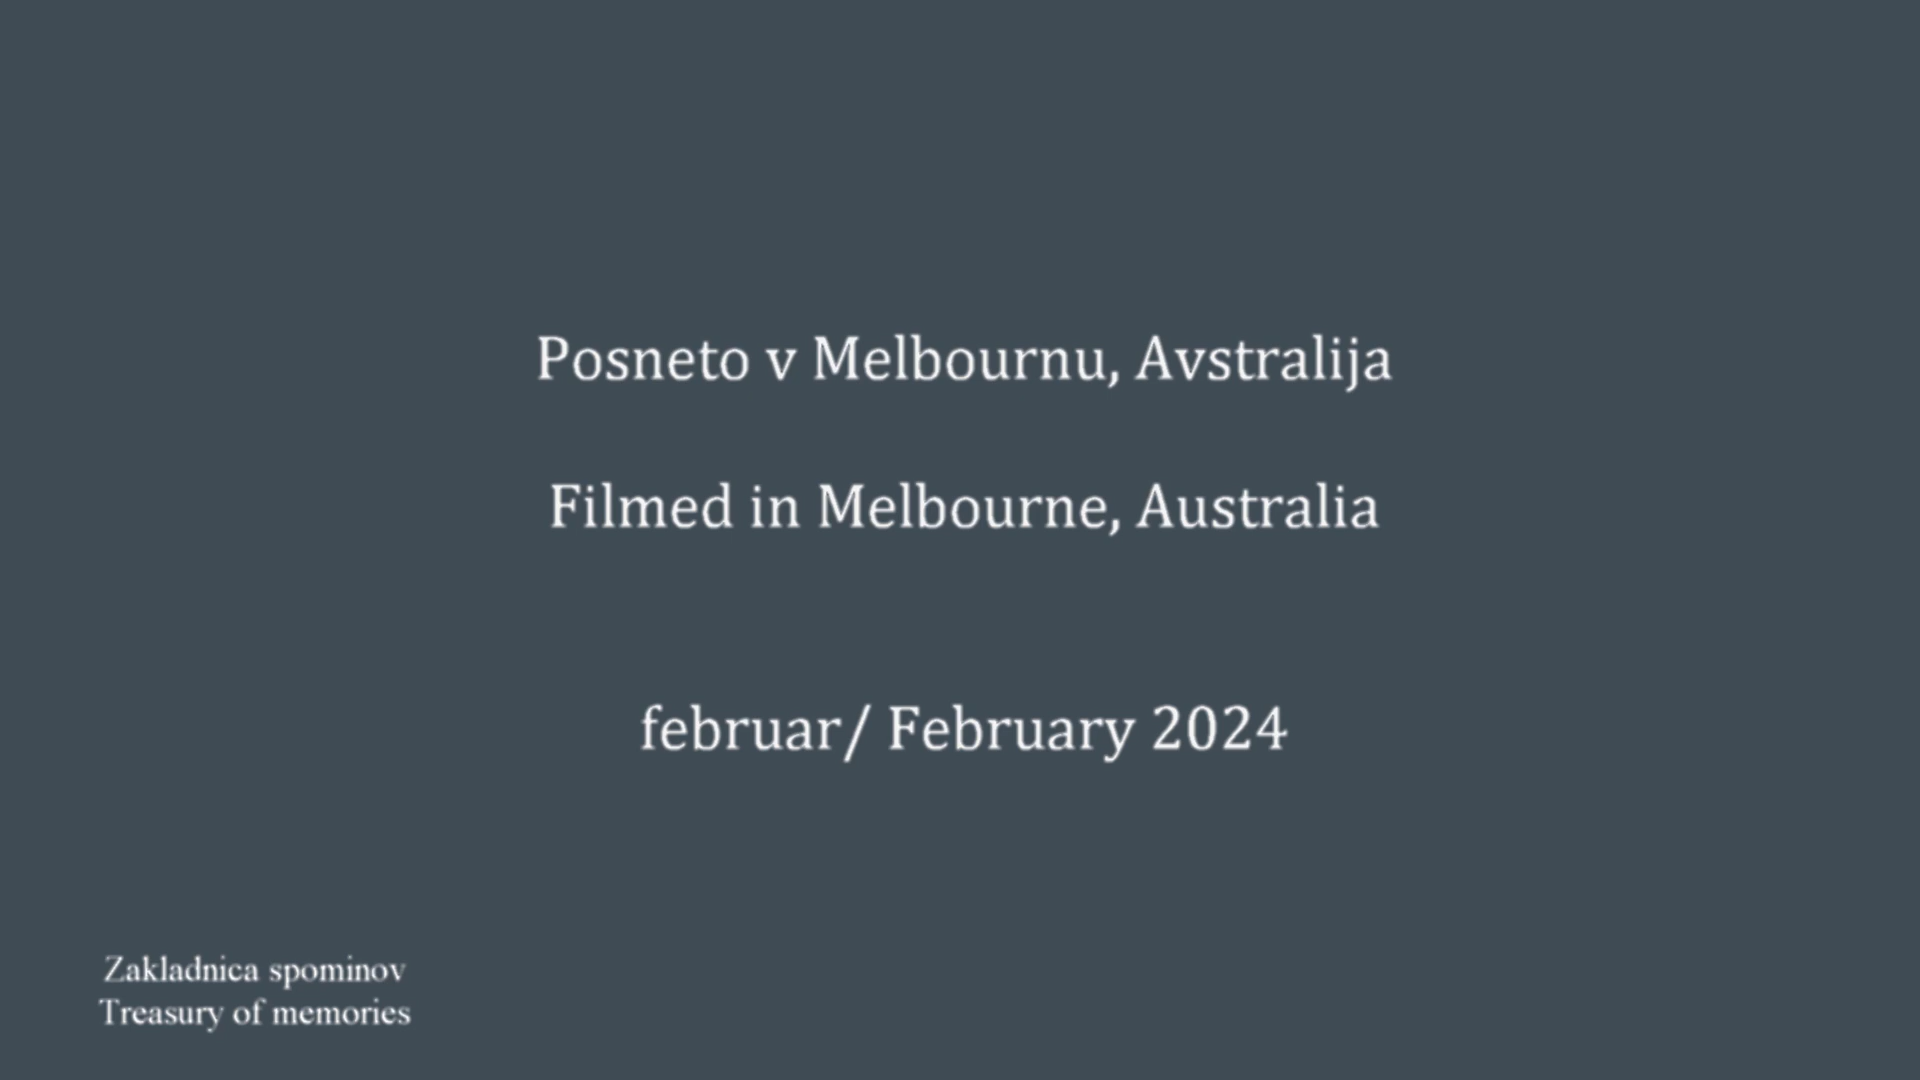 Posneto v Melbournu, Avstralija
Filmed in Melbourne, Australia
februar/ February 2024
Zakladnica spominov
Treasury of memories